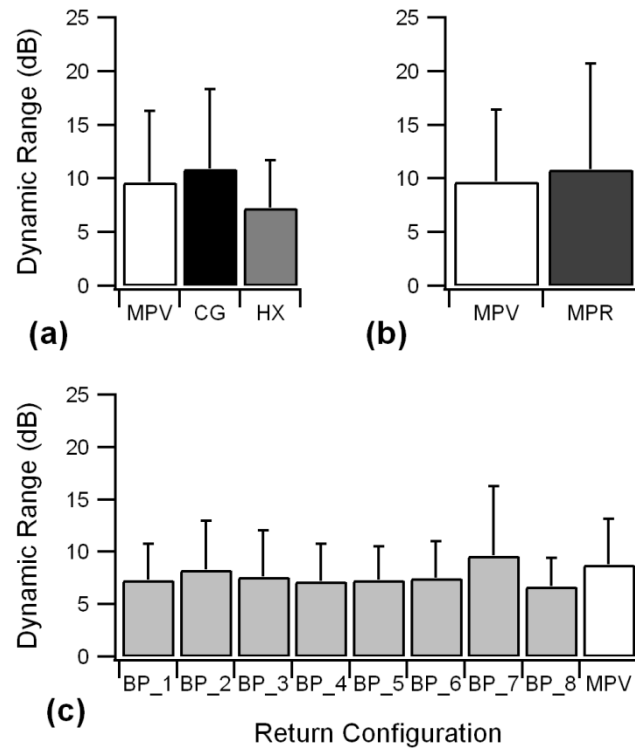 Dynamic Range (dB)
25
20
15
10
5
0
MPV CG HX
(a)
25
20
15
10
5
0
MPV MPR
(b)
Dynamic Range (dB)
25
20
15
10
5
0
BP_1 BP_2 BP_3 BP_4 BP_5 BP_6 BP_7 BP_8 MPV
(c)
Return Configuration